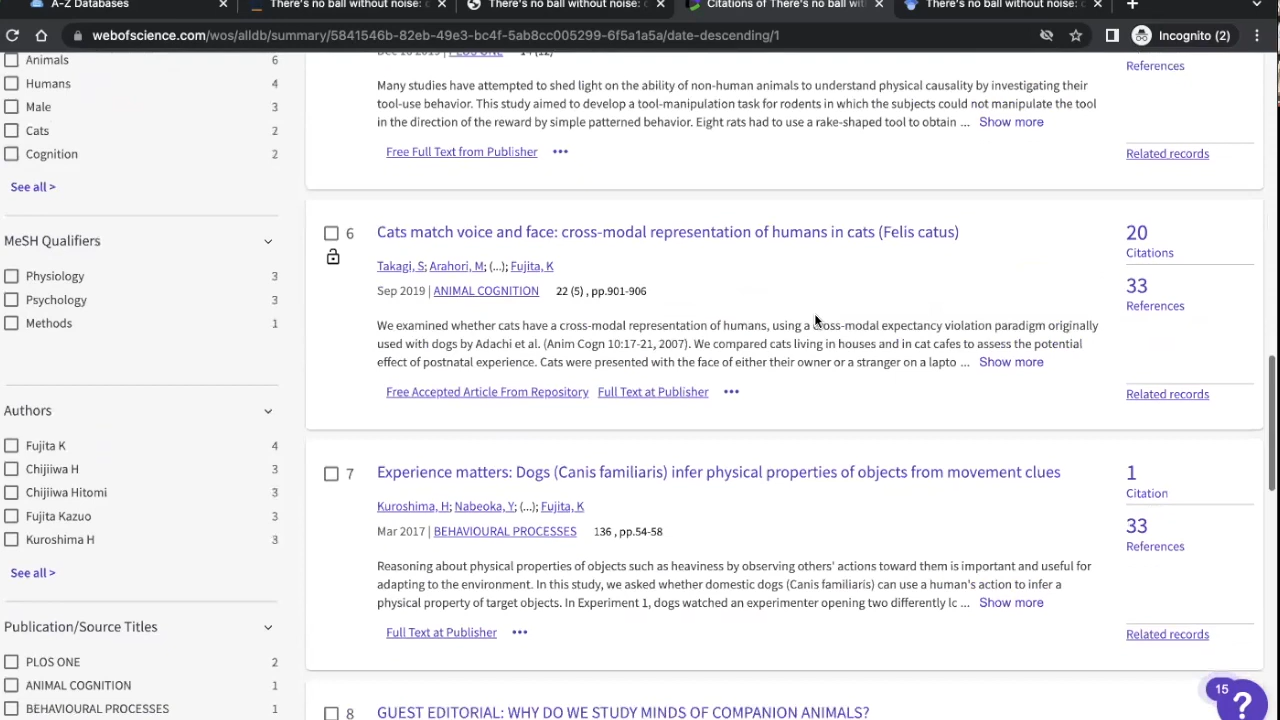 A-Z Databases
There's no ball without noise: c
There's no ball without noise: c
Citations of There's no ball wit
There's no ball without noise: c
webofscience.com/wos/alldb/summary/5841546b-82eb-49e3-bc4f-5ab8cc005299-6f5a1a5a/date-descending/1
Incognito (2)
Animals 6
Humans 4
Male 3
Cats 2
Cognition 2
See all >
MeSH Qualifiers
Physiology 3
Psychology 3
Methods 1
Authors
Fujita K 4
Chijiiwa H 3
Chijiiwa Hitomi 3
Fujita Kazuo 3
Kuroshima H 3
See all >
Publication/Source Titles
PLOS ONE 2
ANIMAL COGNITION 1
BEHAVIOURAL PROCESSES 1
Dec 2019 | PLOS ONE 14 (12)
References
Many studies have attempted to shed light on the ability of non-human animals to understand physical causality by investigating their
tool-use behavior. This study aimed to develop a tool-manipulation task for rodents in which the subjects could not manipulate the tool
in the direction of the reward by simple patterned behavior. Eight rats had to use a rake-shaped tool to obtain ... Show more
Free Full Text from Publisher •••
Related records
6
Cats match voice and face: cross-modal representation of humans in cats (Felis catus)
Takagi, S; Arahori, M; (...); Fujita, K
Sep 2019 | ANIMAL COGNITION 22 (5) , pp.901-906
We examined whether cats have a cross-modal representation of humans, using a cross-modal expectancy violation paradigm originally
used with dogs by Adachi et al. (Anim Cogn 10:17-21, 2007). We compared cats living in houses and in cat cafes to assess the potential
effect of postnatal experience. Cats were presented with the face of either their owner or a stranger on a lapto ... Show more
Free Accepted Article From Repository Full Text at Publisher •••
20
Citations
33
References
Related records
7
Experience matters: Dogs (Canis familiaris) infer physical properties of objects from movement clues
Kuroshima, H; Nabeoka, Y; (...); Fujita, K
Mar 2017 | BEHAVIOURAL PROCESSES 136 , pp.54-58
Reasoning about physical properties of objects such as heaviness by observing others' actions toward them is important and useful for
adapting to the environment. In this study, we asked whether domestic dogs (Canis familiaris) can use a human's action to infer a
physical property of target objects. In Experiment 1, dogs watched an experimenter opening two differently lc ... Show more
Full Text at Publisher •••
1
Citation
33
References
Related records
8
GUEST EDITORIAL: WHY DO WE STUDY MINDS OF COMPANION ANIMALS?
15
?